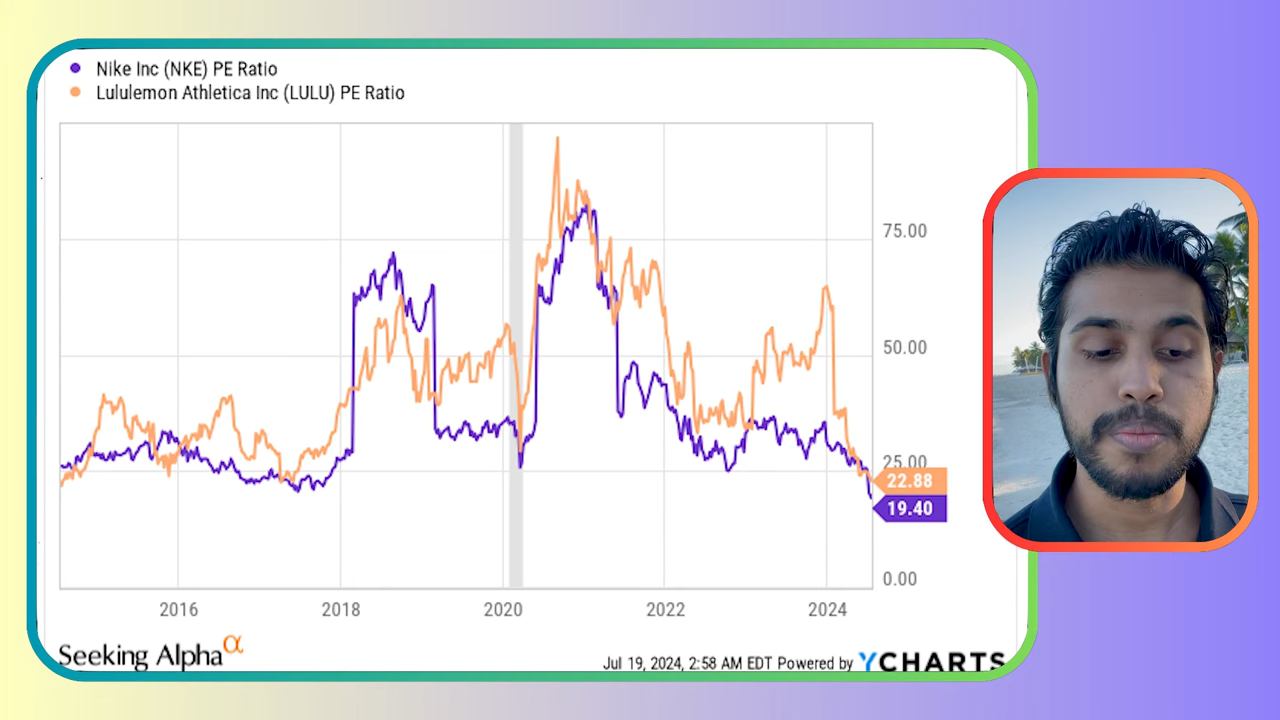 Nike Inc (NKE) PE Ratio
Lululemon Athletica Inc (LULU) PE Ratio
75.00
50.00
25.00
22.88
19.40
0.00
2016 2018 2020 2022 2024
Seeking Alphaα
Jul 19, 2024, 2:58 AM EDT Powered by YCHARTS